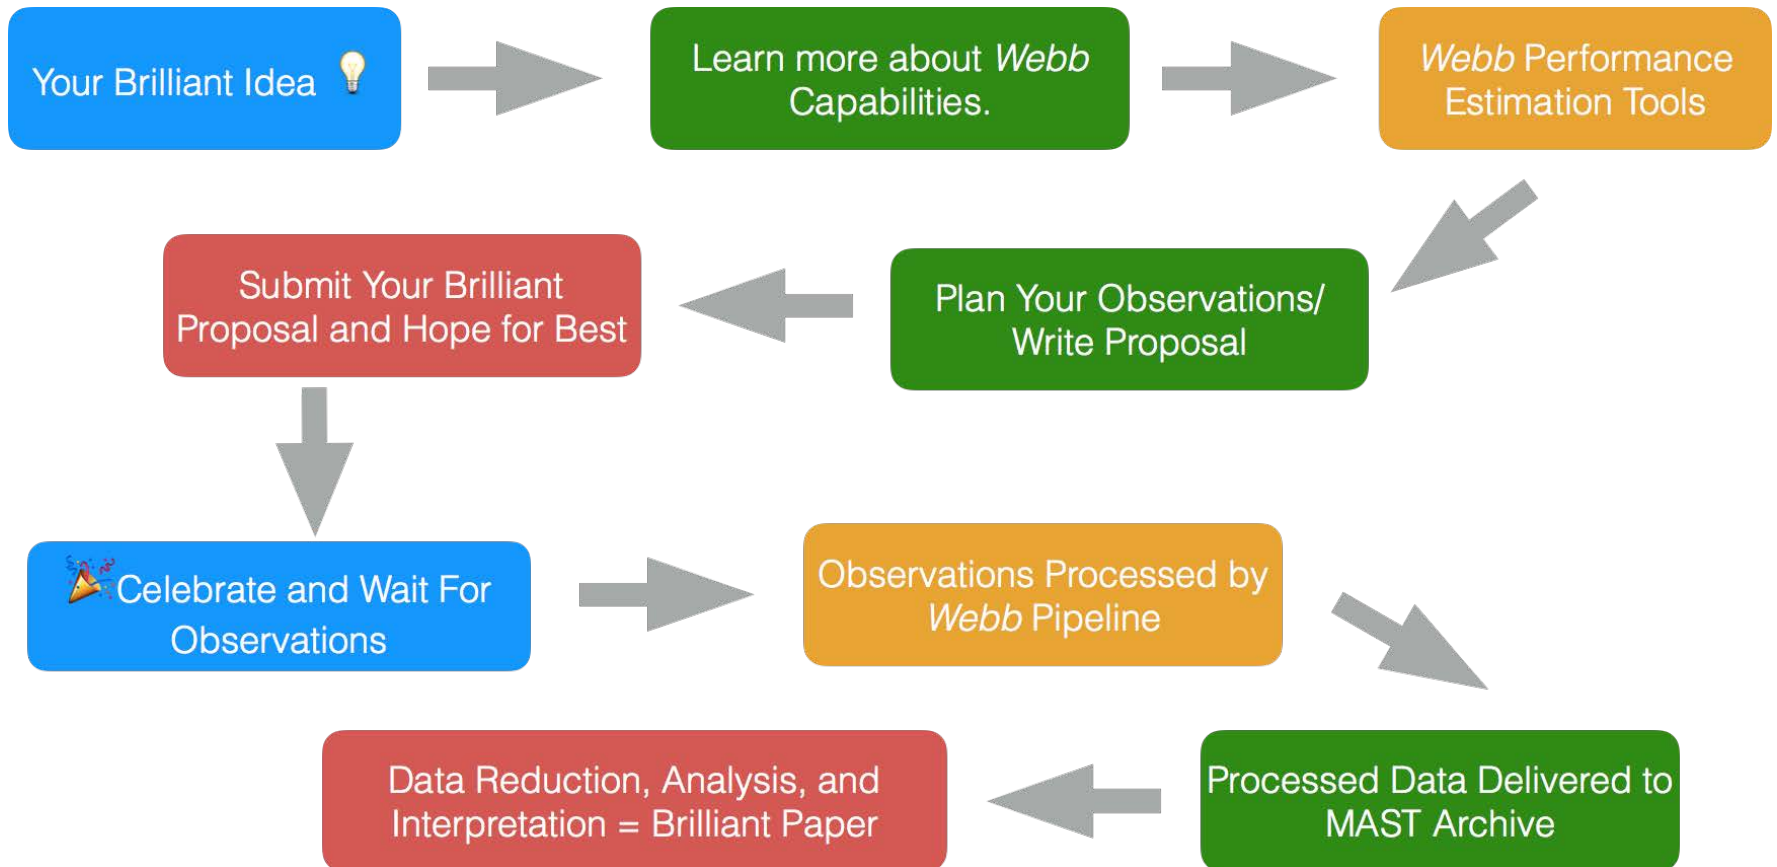 Your Brilliant Idea
Learn more about Webb
Capabilities.
Webb Performance
Estimation Tools
Plan Your Observations/
Write Proposal
Submit Your Brilliant
Proposal and Hope for Best
Celebrate and Wait For
Observations
Observations Processed by
Webb Pipeline
Processed Data Delivered to
MAST Archive
Data Reduction, Analysis, and
Interpretation = Brilliant Paper